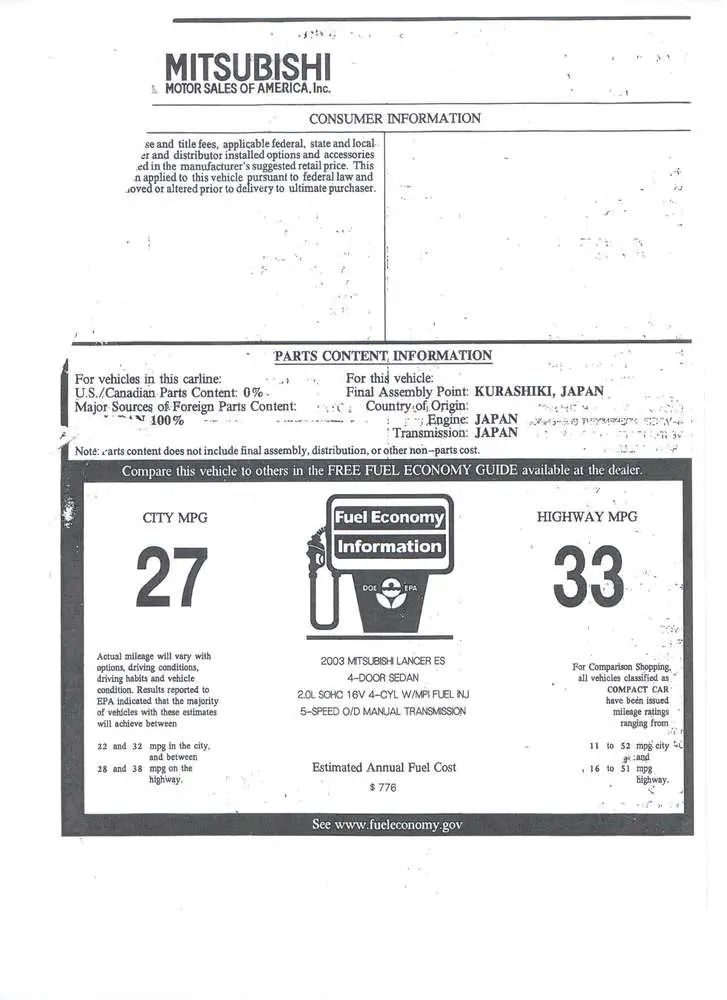 MITSUBISHI
MOTOR SALES OF AMERICA, Inc.
CONSUMER INFORMATION
se and title fees, applicable federal, state and local
er and distributor installed options and accessories
ed in the manufacturer's suggested retail price. This
n applied to this vehicle pursuant to federal law and
oved or altered prior to delivery to ultimate purchaser.
PARTS CONTENT INFORMATION
For vehicles in this carline:
U.S./Canadian Parts Content: 0%
Major Sources of Foreign Parts Content:
100%
For this vehicle:
Final Assembly Point: KURASHIKI, JAPAN
Country of Origin:
Engine: JAPAN
Transmission: JAPAN
Note: arts content does not include final assembly, distribution, or other non-parts cost.
Compare this vehicle to others in the FREE FUEL ECONOMY GUIDE available at the dealer.
CITY MPG
27
Fuel Economy
Information
DOE EPA
HIGHWAY MPG
33
Actual mileage will vary with
options, driving conditions,
driving habits and vehicle
condition. Results reported to
EPA indicated that the majority
of vehicles with these estimates
will achieve between
22 and 32 mpg in the city,
and between
28 and 38 mpg on the
highway.
2003 MITSUBISHI LANCER ES
4-DOOR SEDAN
2.0L SOHC 16V 4-CYL W/MPI FUEL INJ
5-SPEED O/D MANUAL TRANSMISSION
Estimated Annual Fuel Cost
$ 776
For Comparison Shopping,
all vehicles classified as
COMPACT CAR
have been issued
mileage ratings
ranging from
11 to 52 mpg city
and
16 to 51 mpg
highway.
See www.fueleconomy.gov